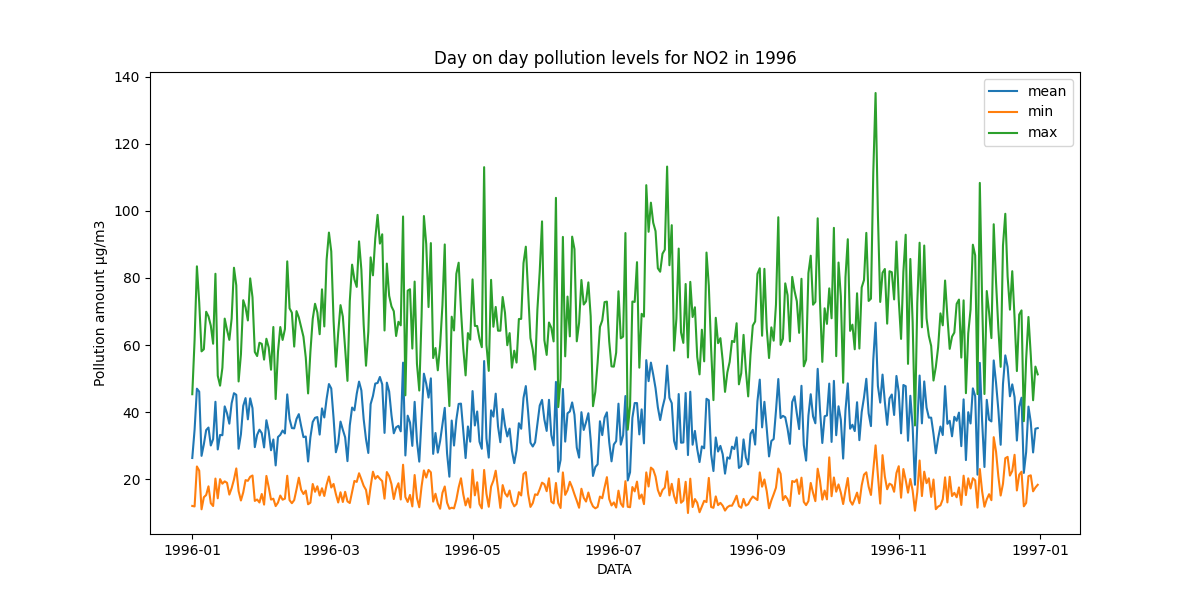 Day on day pollution levels for NO2 in 1996
140
120
100
80
60
40
20
Pollution amount µg/m3
mean
min
max
1996-01
1996-03
1996-05
1996-07
1996-09
1996-11
1997-01
DATA